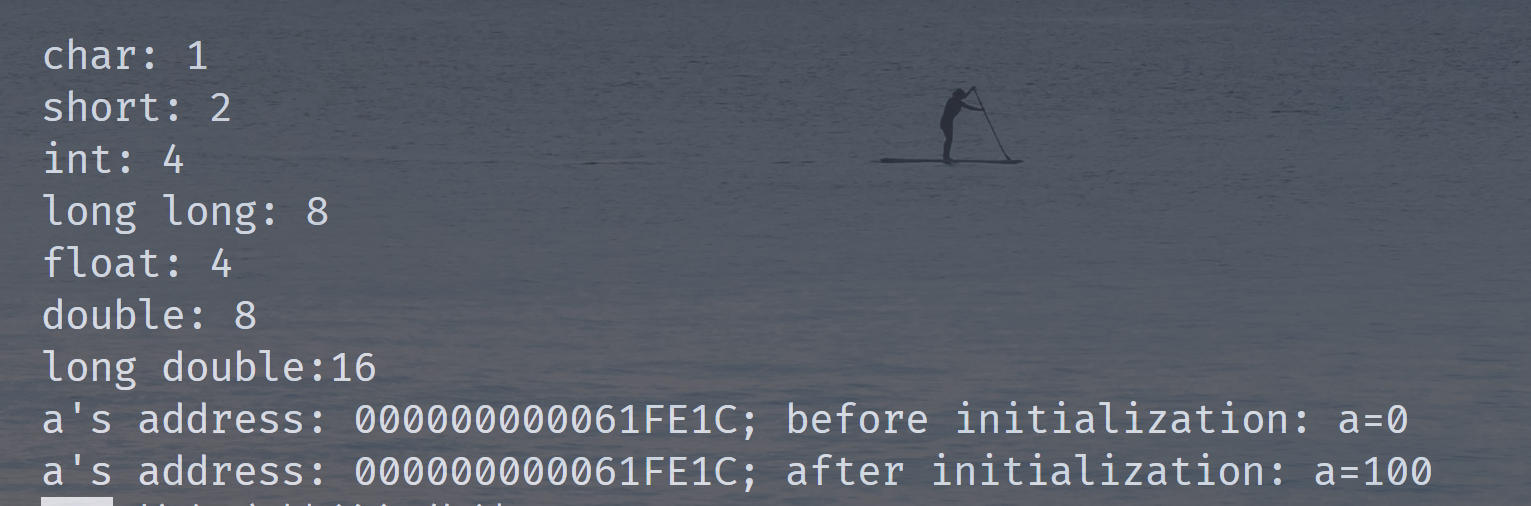 char: 1
short: 2
int: 4
long long: 8
float: 4
double: 8
long double:16
a's address: 000000000061FE1C; before initialization: a=0
a's address: 000000000061FE1C; after initialization: a=100